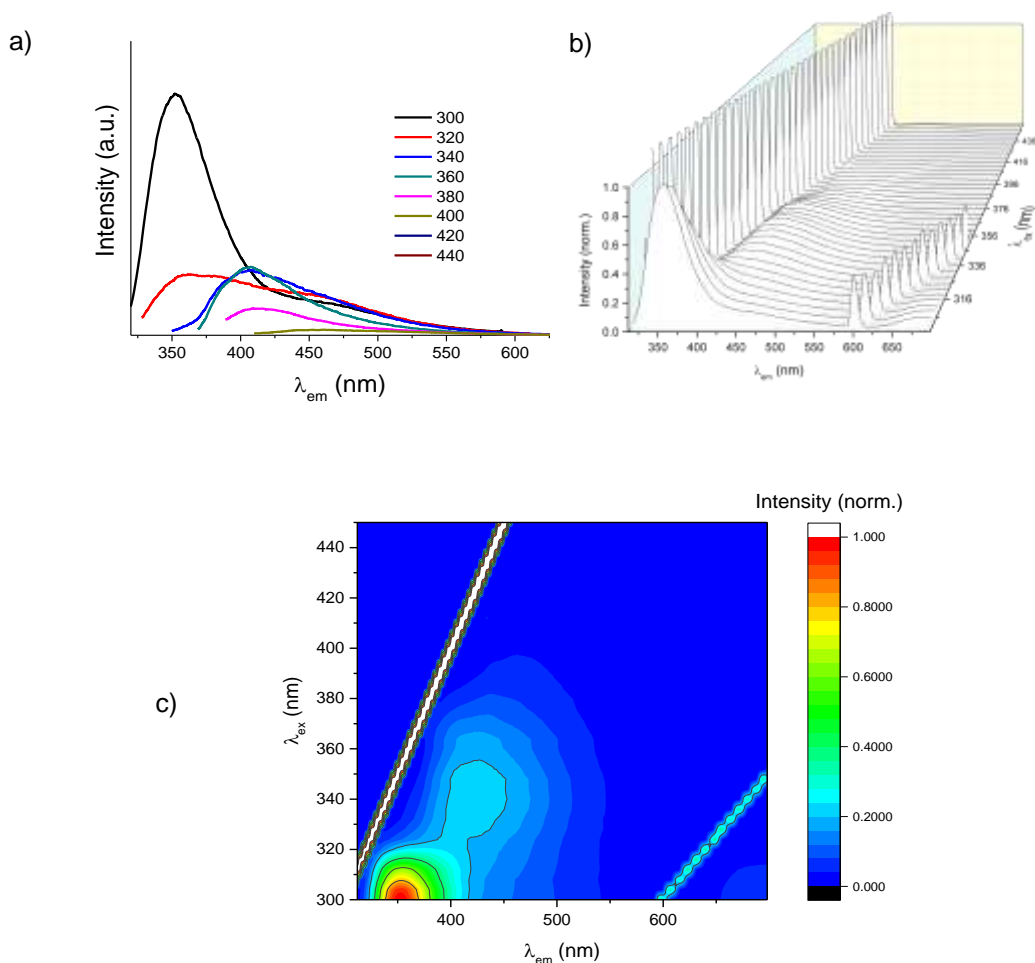 a)
Intensity (a.u.)
300
320
340
360
380
400
420
440
350 400 450 500 550 600
λem (nm)
b)
Intensity (norm.)
1.0
0.8
0.6
0.4
0.2
0.0
350 400 450 500 550 600 650
λem (nm)
316
336
356
376
396
416
436
λex (nm)
c)
Intensity (norm.)
λex (nm)
440
420
400
380
360
340
320
300
400 500 600
λem (nm)
1.000
0.8000
0.6000
0.4000
0.2000
0.000